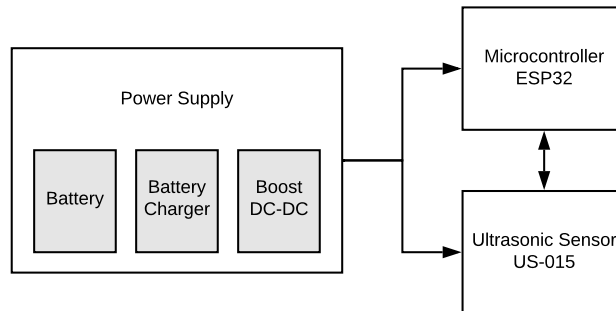 Power Supply
Battery
Battery
Charger
Boost
DC-DC
Microcontroller
ESP32
Ultrasonic Sensor
US-015